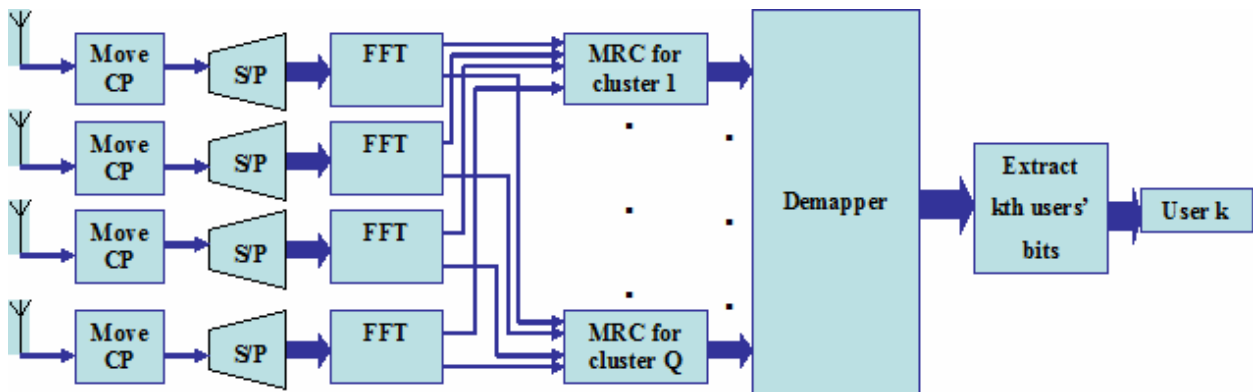 Move
CP
S/P
FFT
MRC for
cluster 1
Move
CP
S/P
FFT
Move
CP
S/P
FFT
Move
CP
S/P
FFT
MRC for
cluster Q
Demapper
Extract
kth users'
bits
User k